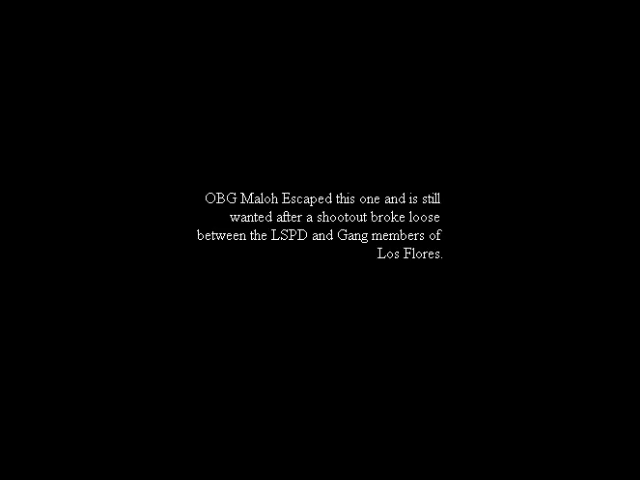 OBG Maloh Escaped this one and is still
wanted after a shootout broke loose
between the LSPD and Gang members of
Los Flores.